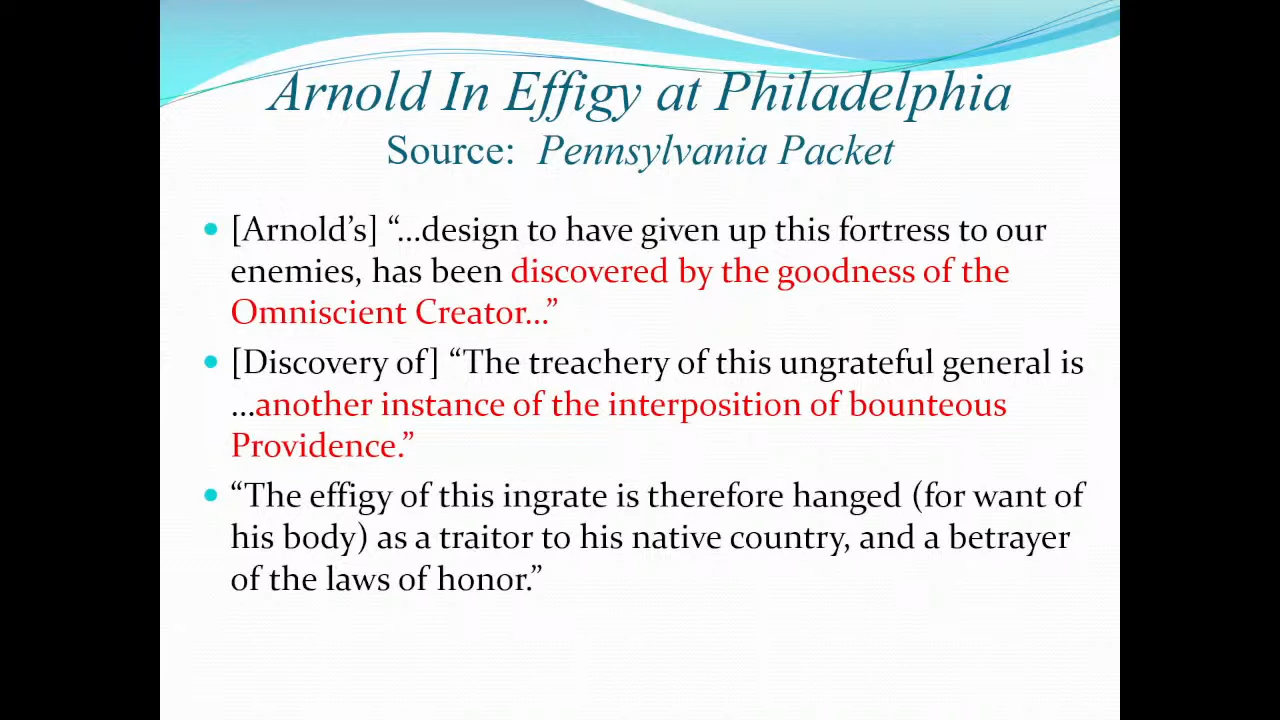 Arnold In Effigy at Philadelphia
Source: Pennsylvania Packet
• [Arnold’s] “…design to have given up this fortress to our
enemies, has been discovered by the goodness of the
Omniscient Creator…”
• [Discovery of] “The treachery of this ungrateful general is
…another instance of the interposition of bounteous
Providence.”
• “The effigy of this ingrate is therefore hanged (for want of
his body) as a traitor to his native country, and a betrayer
of the laws of honor.”